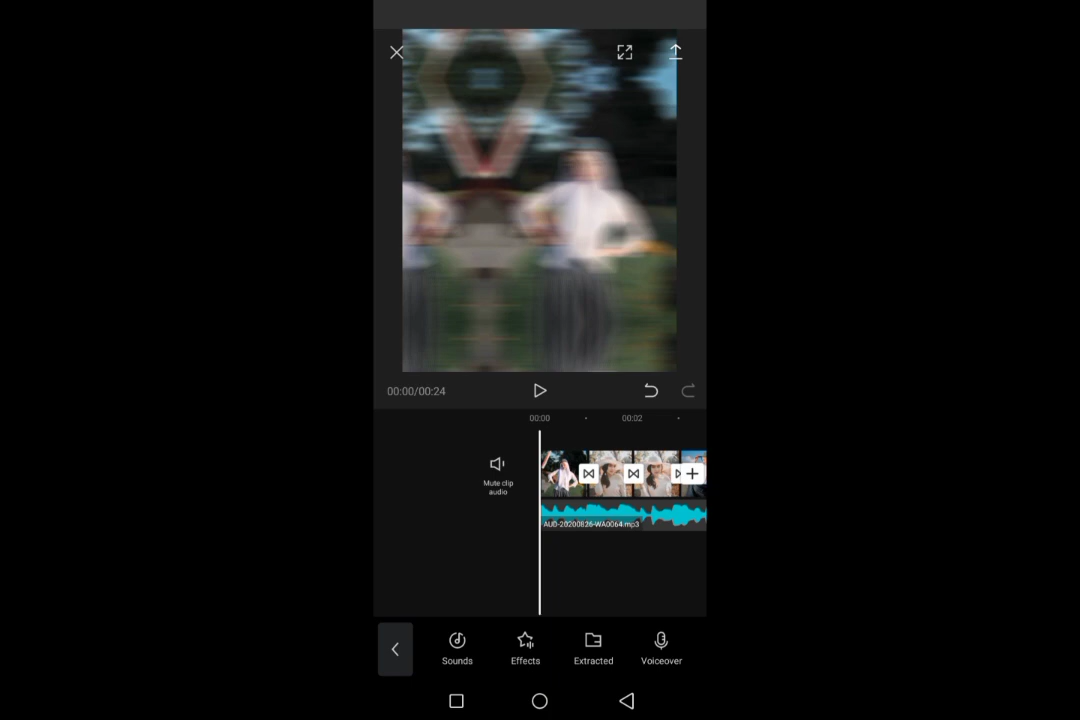 00:00/00:24
00:00
00:02
Mute clip
audio
AUD-20200826-WA0064.mp3
Sounds
Effects
Extracted
Voiceover